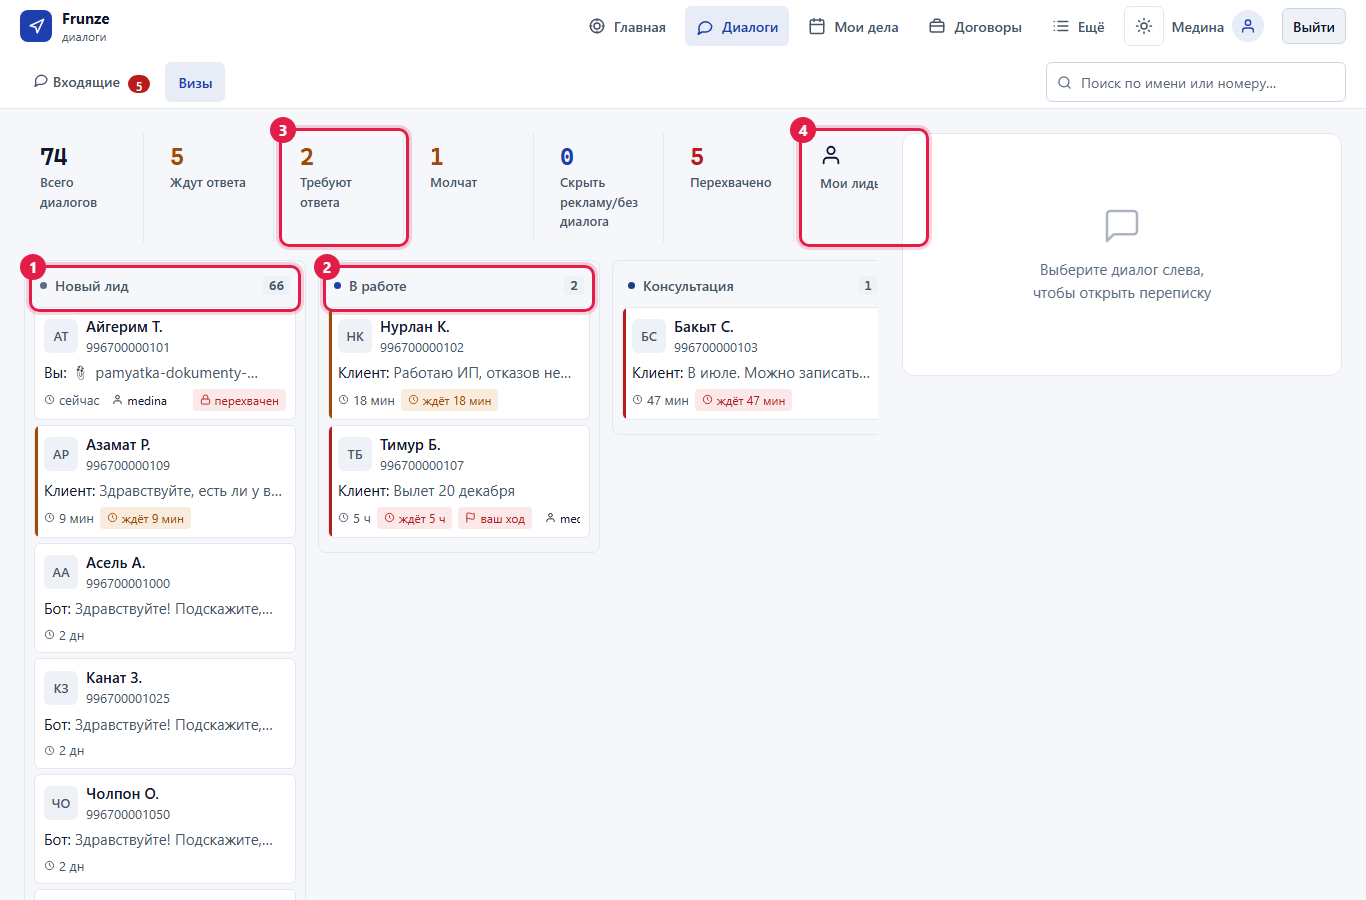 Frunze
диалоги
Главная
Диалоги
Мои дела
Договоры
Ещё
Медина
Выйти
Входящие 5
Визы
Поиск по имени или номеру...
74
Всего
диалогов
5
Ждут ответа
3
2
Требуют
ответа
1
Молчат
0
Скрыть
рекламу/без
диалога
5
Перехвачено
4
Мои лиды
Выберите диалог слева,
чтобы открыть переписку
1
Новый лид 66
АТ
Айгерим Т.
996700000101
Вы: pamyatka-dokumenty-...
сейчас medina перехвачен
АР
Азамат Р.
996700000109
Клиент: Здравствуйте, есть ли у в...
9 мин ждёт 9 мин
АА
Асель А.
996700001000
Бот: Здравствуйте! Подскажите,...
2 дн
КЗ
Канат З.
996700001025
Бот: Здравствуйте! Подскажите,...
2 дн
ЧО
Чолпон О.
996700001050
Бот: Здравствуйте! Подскажите,...
2 дн
2
В работе 2
НК
Нурлан К.
996700000102
Клиент: Работаю ИП, отказов не...
18 мин ждёт 18 мин
ТБ
Тимур Б.
996700000107
Клиент: Вылет 20 декабря
5 ч ждёт 5 ч ваш ход
Консультация 1
БС
Бакыт С.
996700000103
Клиент: В июле. Можно записать...
47 мин ждёт 47 мин